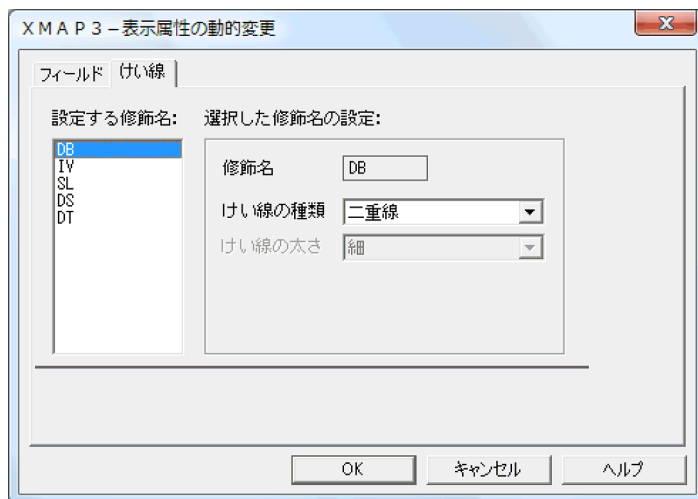 XMAP3－表示属性の動的変更
フィールド けい線
設定する修飾名: 選択した修飾名の設定:
DB
IV
SL
DS
DT
修飾名 DB
けい線の種類 二重線
けい線の太さ 細
OK キャンセル ヘルプ